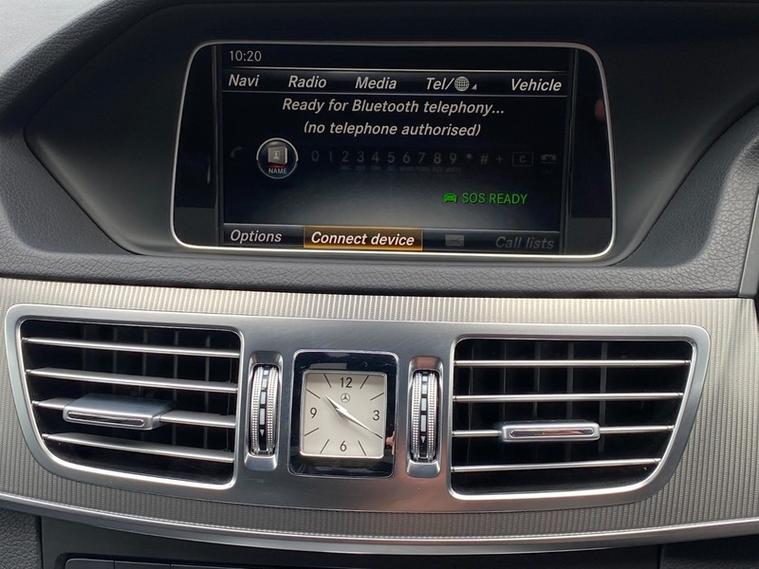 10:20
Navi Radio Media Tel/ Vehicle
Ready for Bluetooth telephony...
(no telephone authorised)
0 1 2 3 4 5 6 7 8 9 * # + C
NAME
SOS READY
Options Connect device Call lists
12
9 3
6